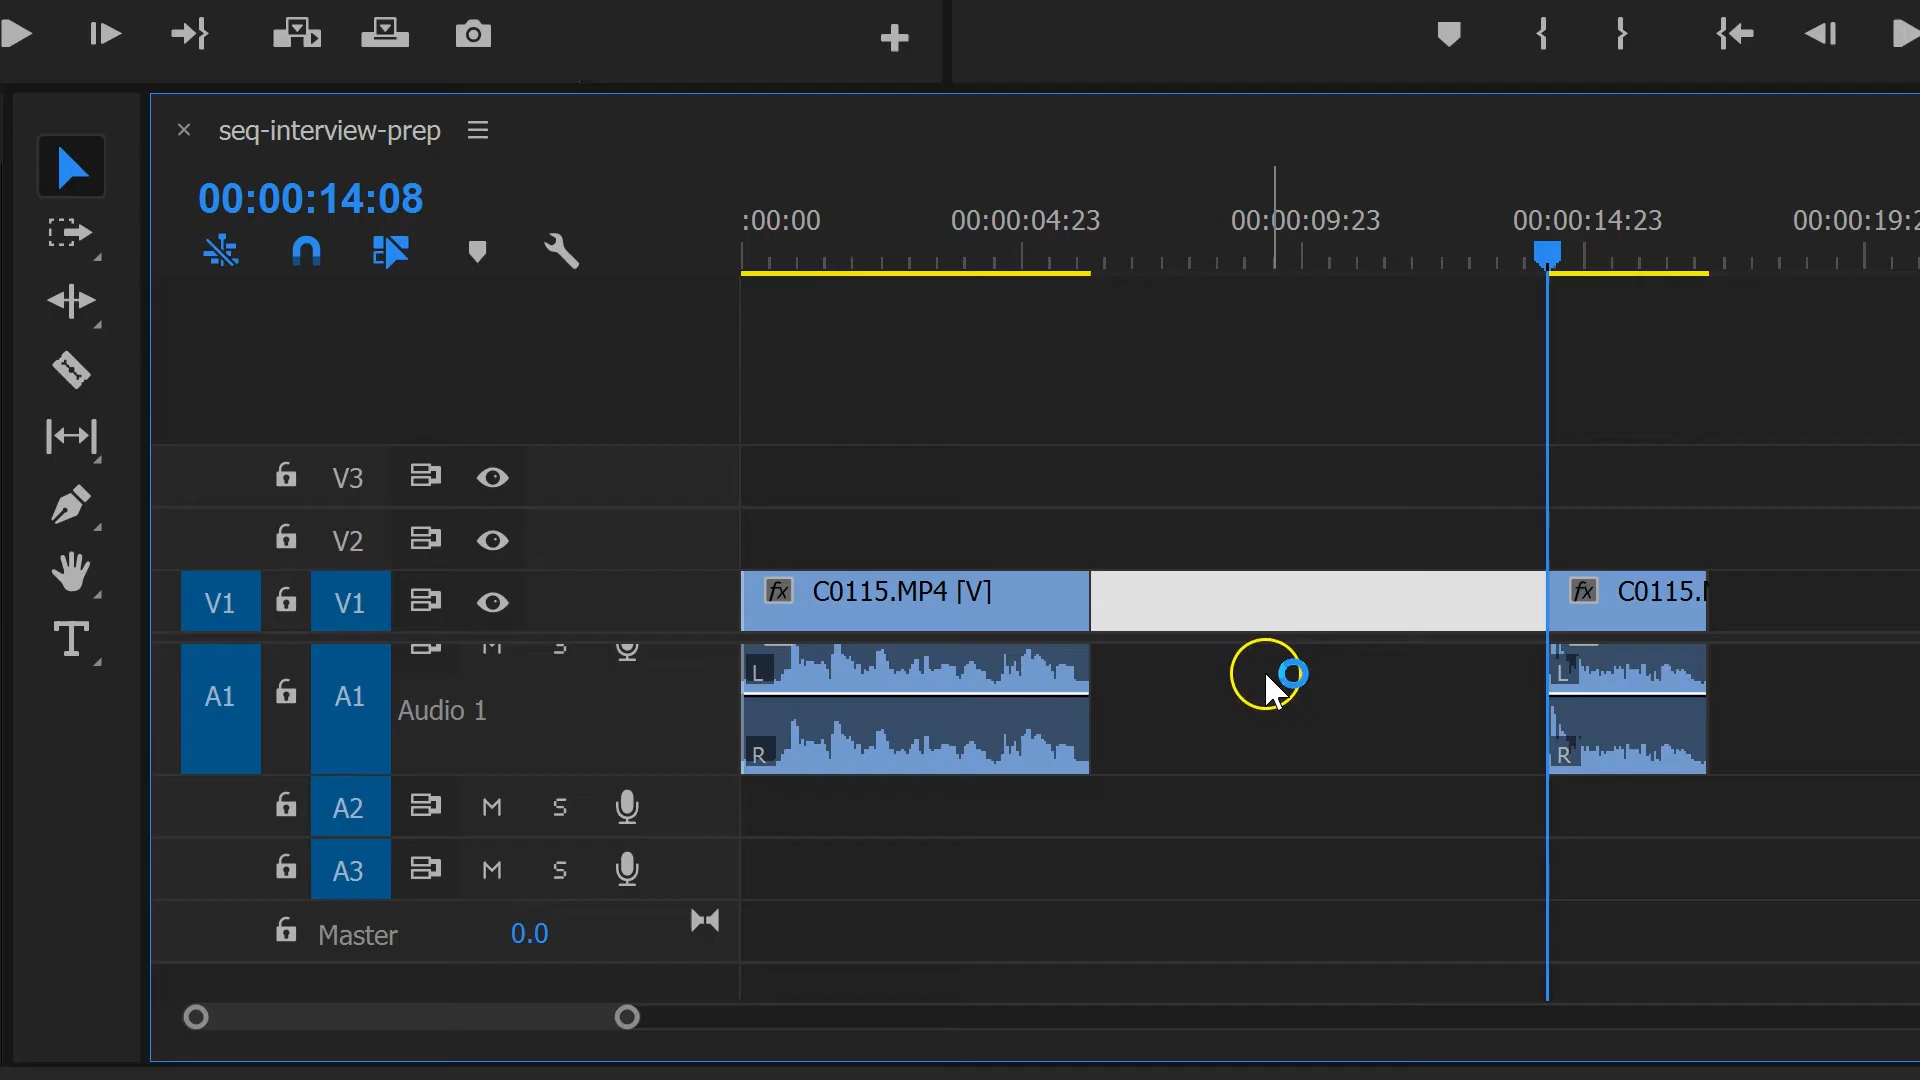 seq-interview-prep
00:00:14:08
:00:00 00:00:04:23 00:00:09:23 00:00:14:23 00:00:19:2
V3
V2
V1 V1 fx C0115.MP4 [V] fx C0115.M
M S
L L
A1 A1 Audio 1
R R
A2 M S
A3 M S
Master 0.0
T